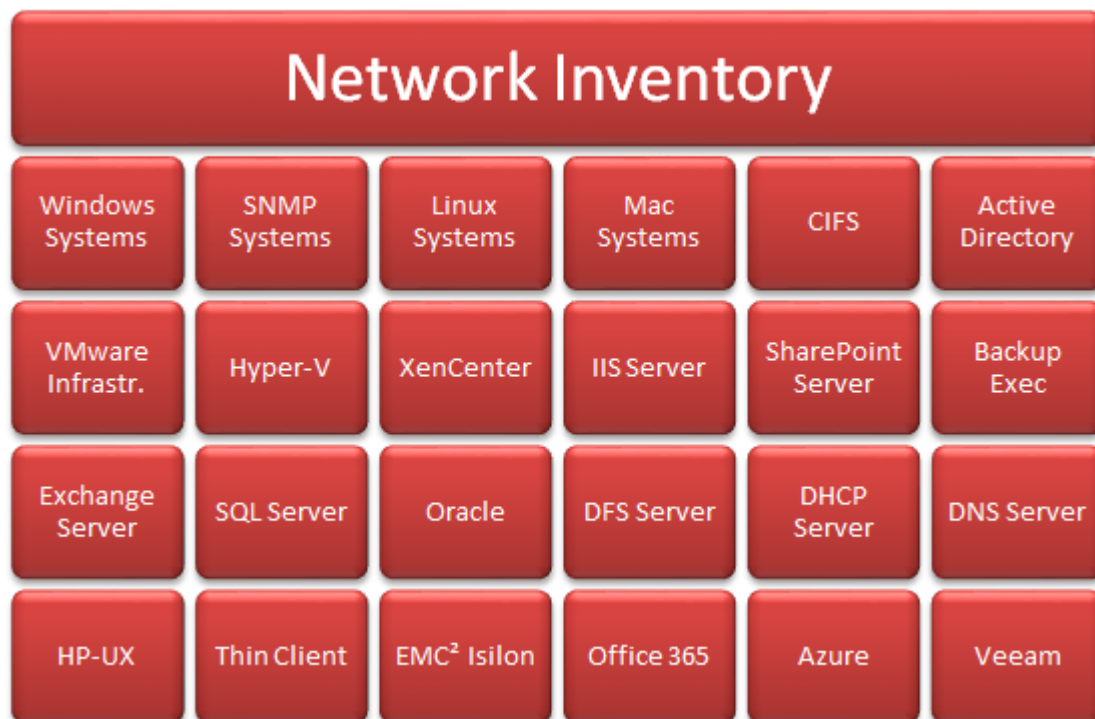 Network Inventory
Windows
Systems
SNMP
Systems
Linux
Systems
Mac
Systems
CIFS
Active
Directory
VMware
Infrastr.
Hyper-V
XenCenter
IIS Server
SharePoint
Server
Backup
Exec
Exchange
Server
SQL Server
Oracle
DFS Server
DHCP
Server
DNS Server
HP-UX
Thin Client
EMC² Isilon
Office 365
Azure
Veeam